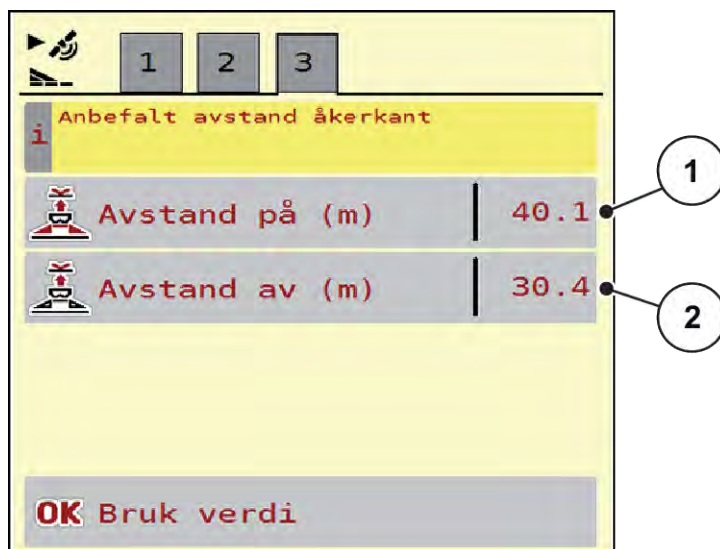 1 2 3
i Anbefalt avstand åkerkant
Avstand på (m) 40.1
1
Avstand av (m) 30.4
2
OK Bruk verdi